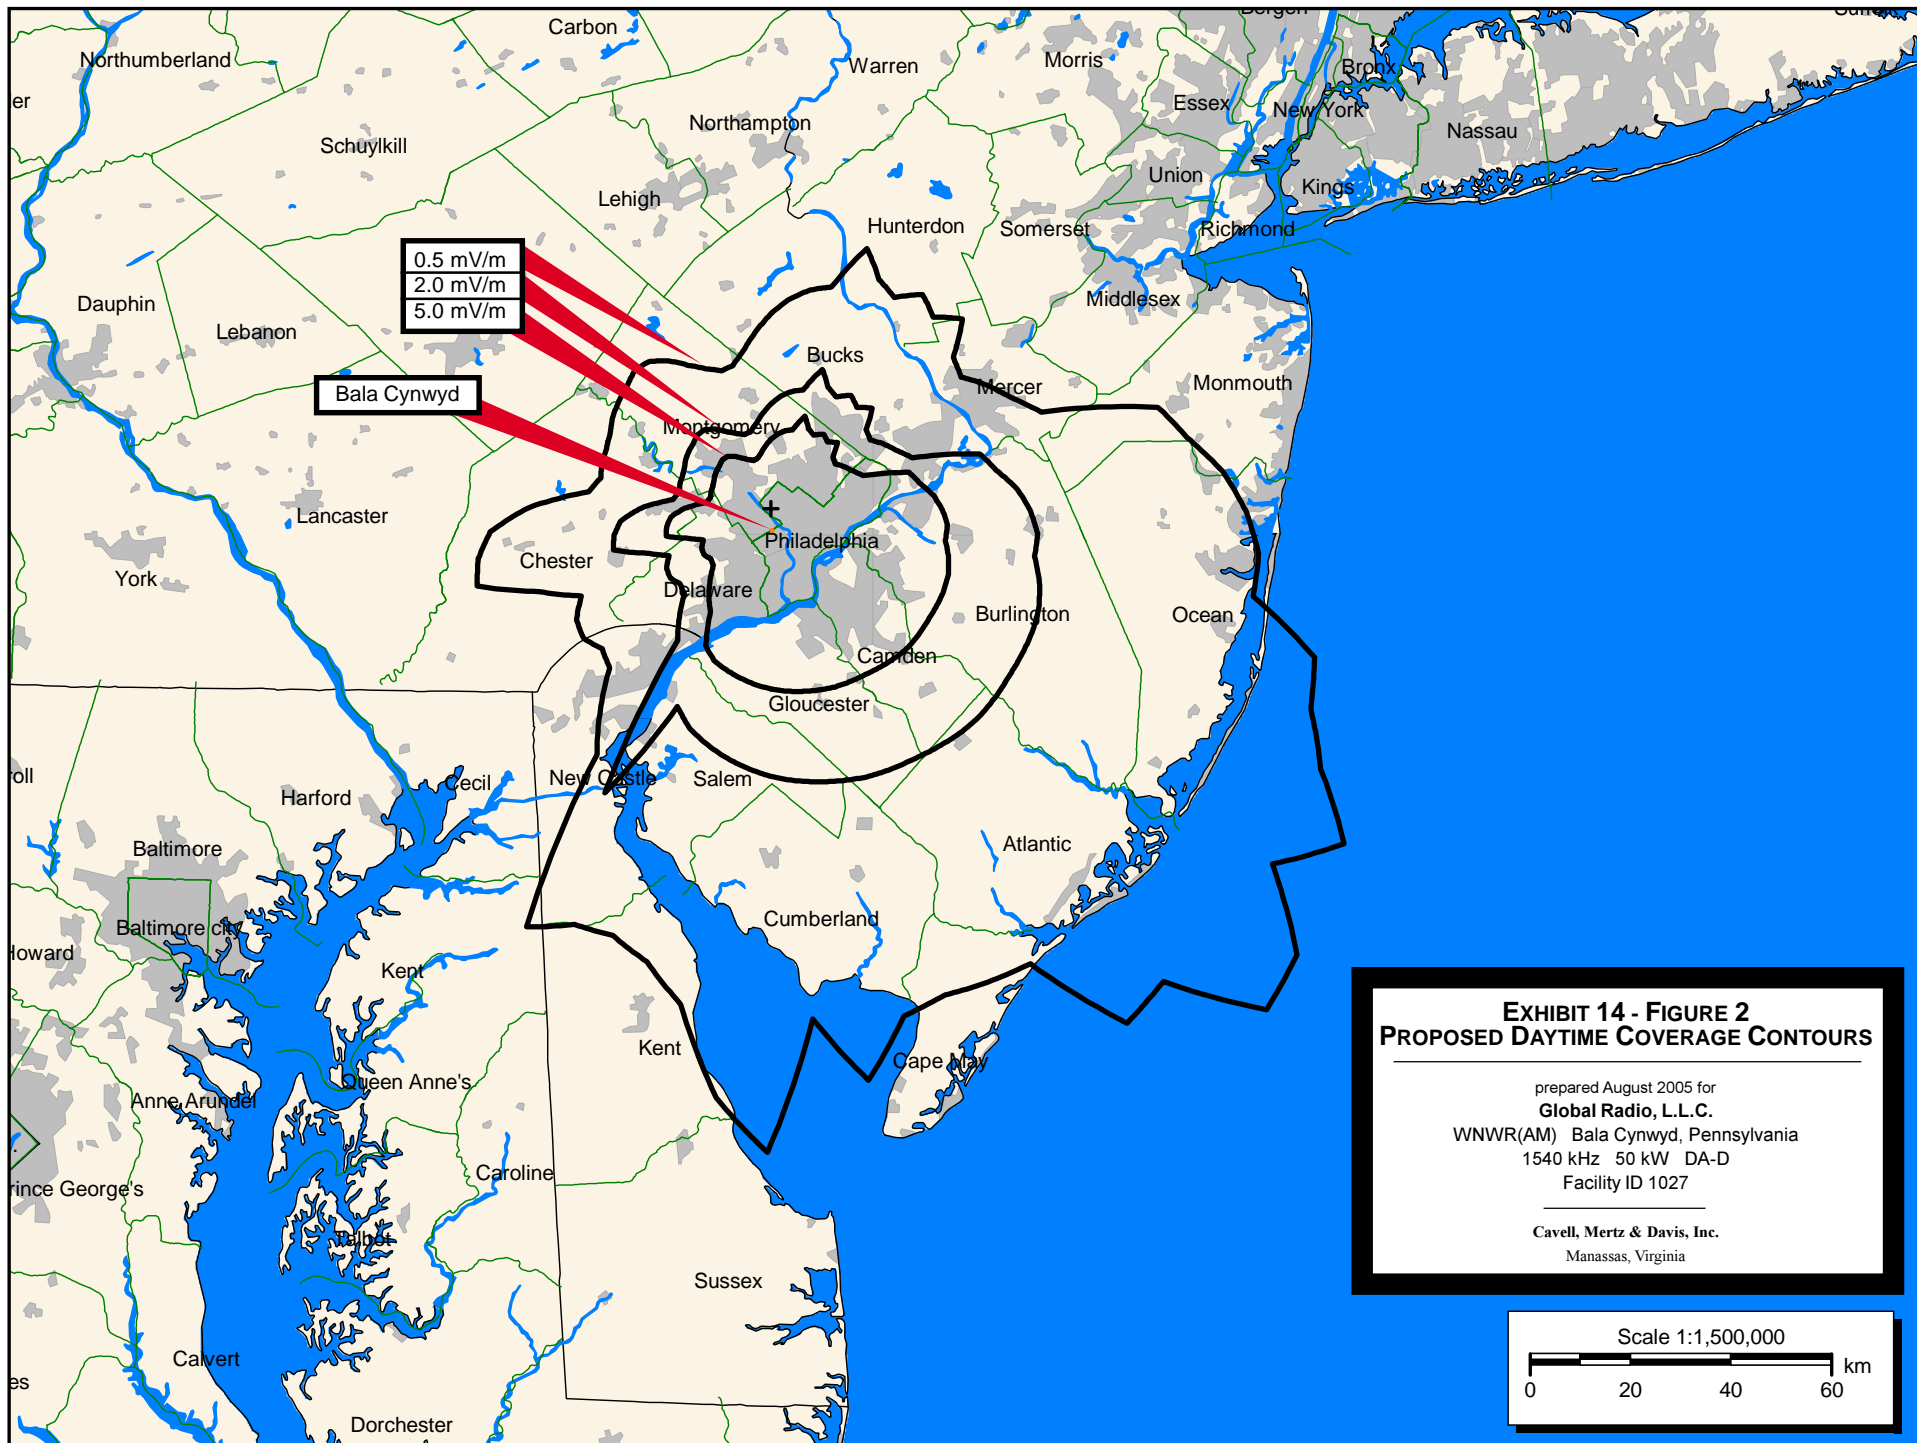 Carbon
Bergen
Northumberland
Warren
Morris
Bronx
er
Essex
New York
Northampton
Nassau
Schuylkill
Union
Kings
Lehigh
Hunterdon
Somerset
Richmond
0.5 mV/m
2.0 mV/m
5.0 mV/m
Dauphin
Lebanon
Middlesex
Bucks
Bala Cynwyd
Mercer
Monmouth
Montgomery
Lancaster
Philadelphia
Chester
York
Delaware
Burlington
Ocean
Camden
Gloucester
roll
Cecil
New Castle
Salem
Harford
Baltimore
Atlantic
Baltimore city
Cumberland
Howard
Kent
Kent
Cape May
Queen Anne's
Anne Arundel
Caroline
rince George's
Talbot
Sussex
Calvert
es
Dorchester
EXHIBIT 14 - FIGURE 2
PROPOSED DAYTIME COVERAGE CONTOURS
prepared August 2005 for
Global Radio, L.L.C.
WNWR(AM) Bala Cynwyd, Pennsylvania
1540 kHz 50 kW DA-D
Facility ID 1027
Cavell, Mertz & Davis, Inc.
Manassas, Virginia
Scale 1:1,500,000
km
0 20 40 60